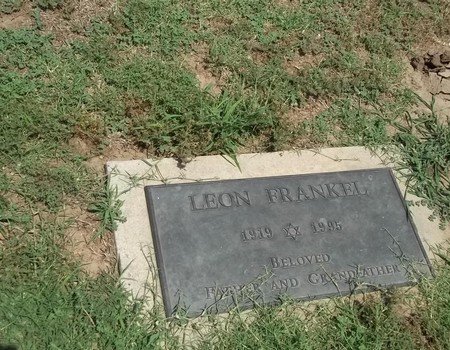 LEON FRANKEL
1919 ✡ 1995
BELOVED
FATHER AND GRANDFATHER